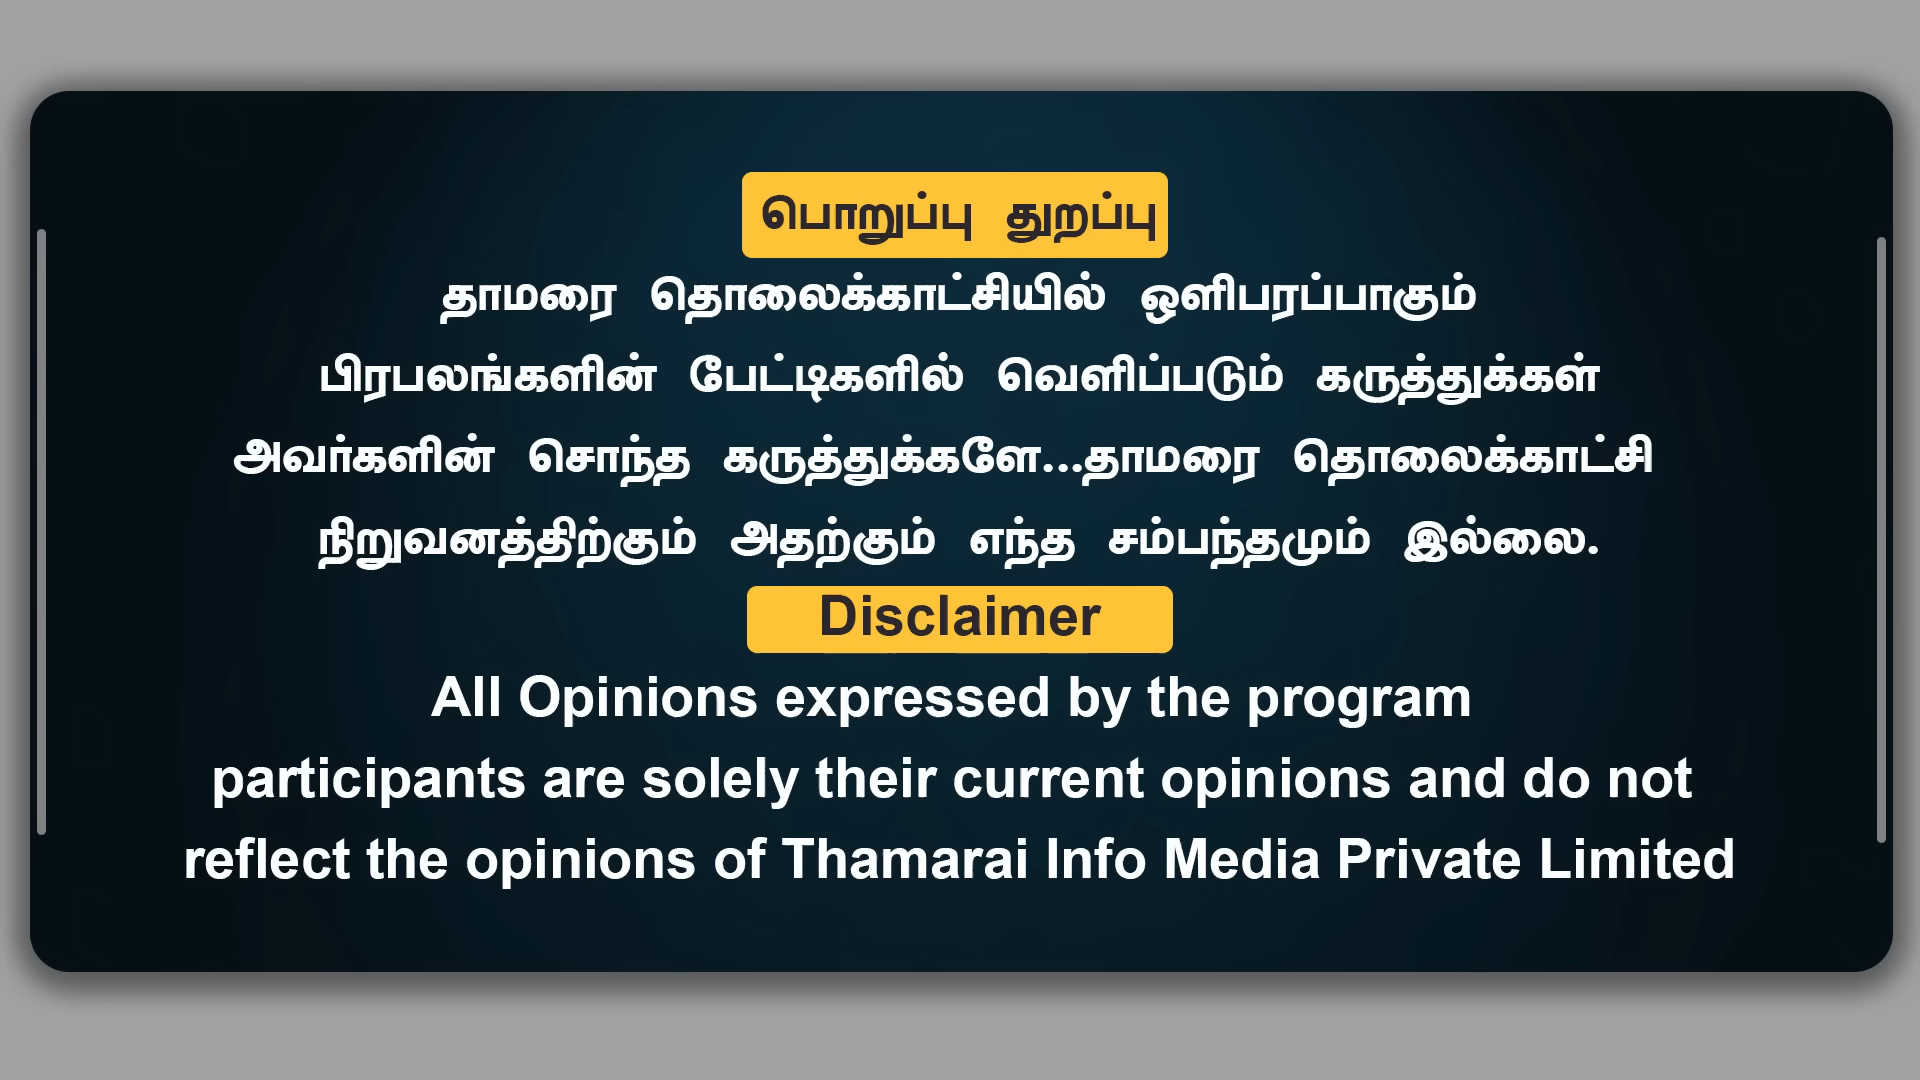 பொறுப்பு துறப்பு
தாமரை தொலைக்காட்சியில் ஒளிபரப்பாகும்
பிரபலங்களின் பேட்டிகளில் வெளிப்படும் கருத்துக்கள்
அவர்களின் சொந்த கருத்துக்களே...தாமரை தொலைக்காட்சி
நிறுவனத்திற்கும் அதற்கும் எந்த சம்பந்தமும் இல்லை.
Disclaimer
All Opinions expressed by the program
participants are solely their current opinions and do not
reflect the opinions of Thamarai Info Media Private Limited